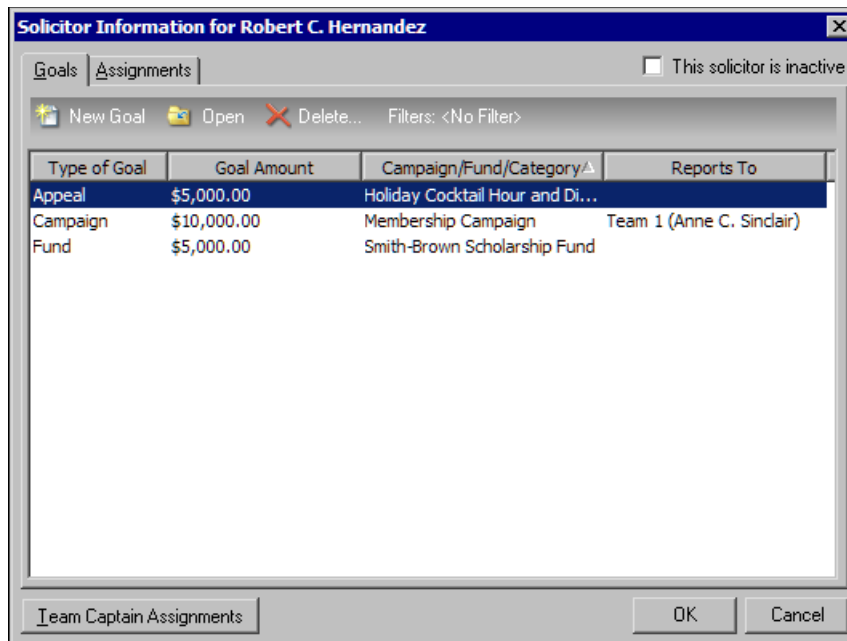 Solicitor Information for Robert C. Hernandez
Goals Assignments This solicitor is inactive
New Goal Open Delete... Filters: <No Filter>
Type of Goal Goal Amount Campaign/Fund/Category Reports To
Appeal $5,000.00 Holiday Cocktail Hour and Di...
Campaign $10,000.00 Membership Campaign Team 1 (Anne C. Sinclair)
Fund $5,000.00 Smith-Brown Scholarship Fund
Team Captain Assignments OK Cancel